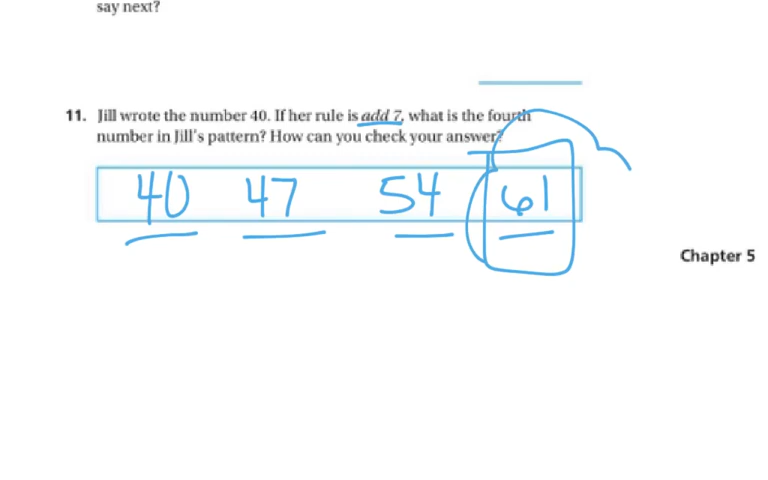 say next?
11. Jill wrote the number 40. If her rule is add 7, what is the fourth
number in Jill's pattern? How can you check your answer?
40 47 54 61
Chapter 5